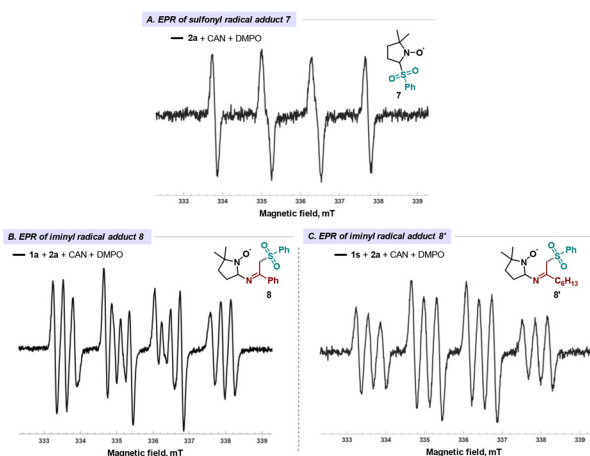 A. EPR of sulfonyl radical adduct 7
2a + CAN + DMPO
N–O•
O
S
O
Ph
7
333 334 335 336 337 338 339
Magnetic field, mT
B. EPR of iminyl radical adduct 8
1a + 2a + CAN + DMPO
O•
N
N
O
S
O
Ph
Ph
8
333 334 335 336 337 338 339
Magnetic field, mT
C. EPR of iminyl radical adduct 8'
1s + 2a + CAN + DMPO
O•
N
N
O
S
O
Ph
C₆H₁₃
8'
333 334 335 336 337 338 339
Magnetic field, mT